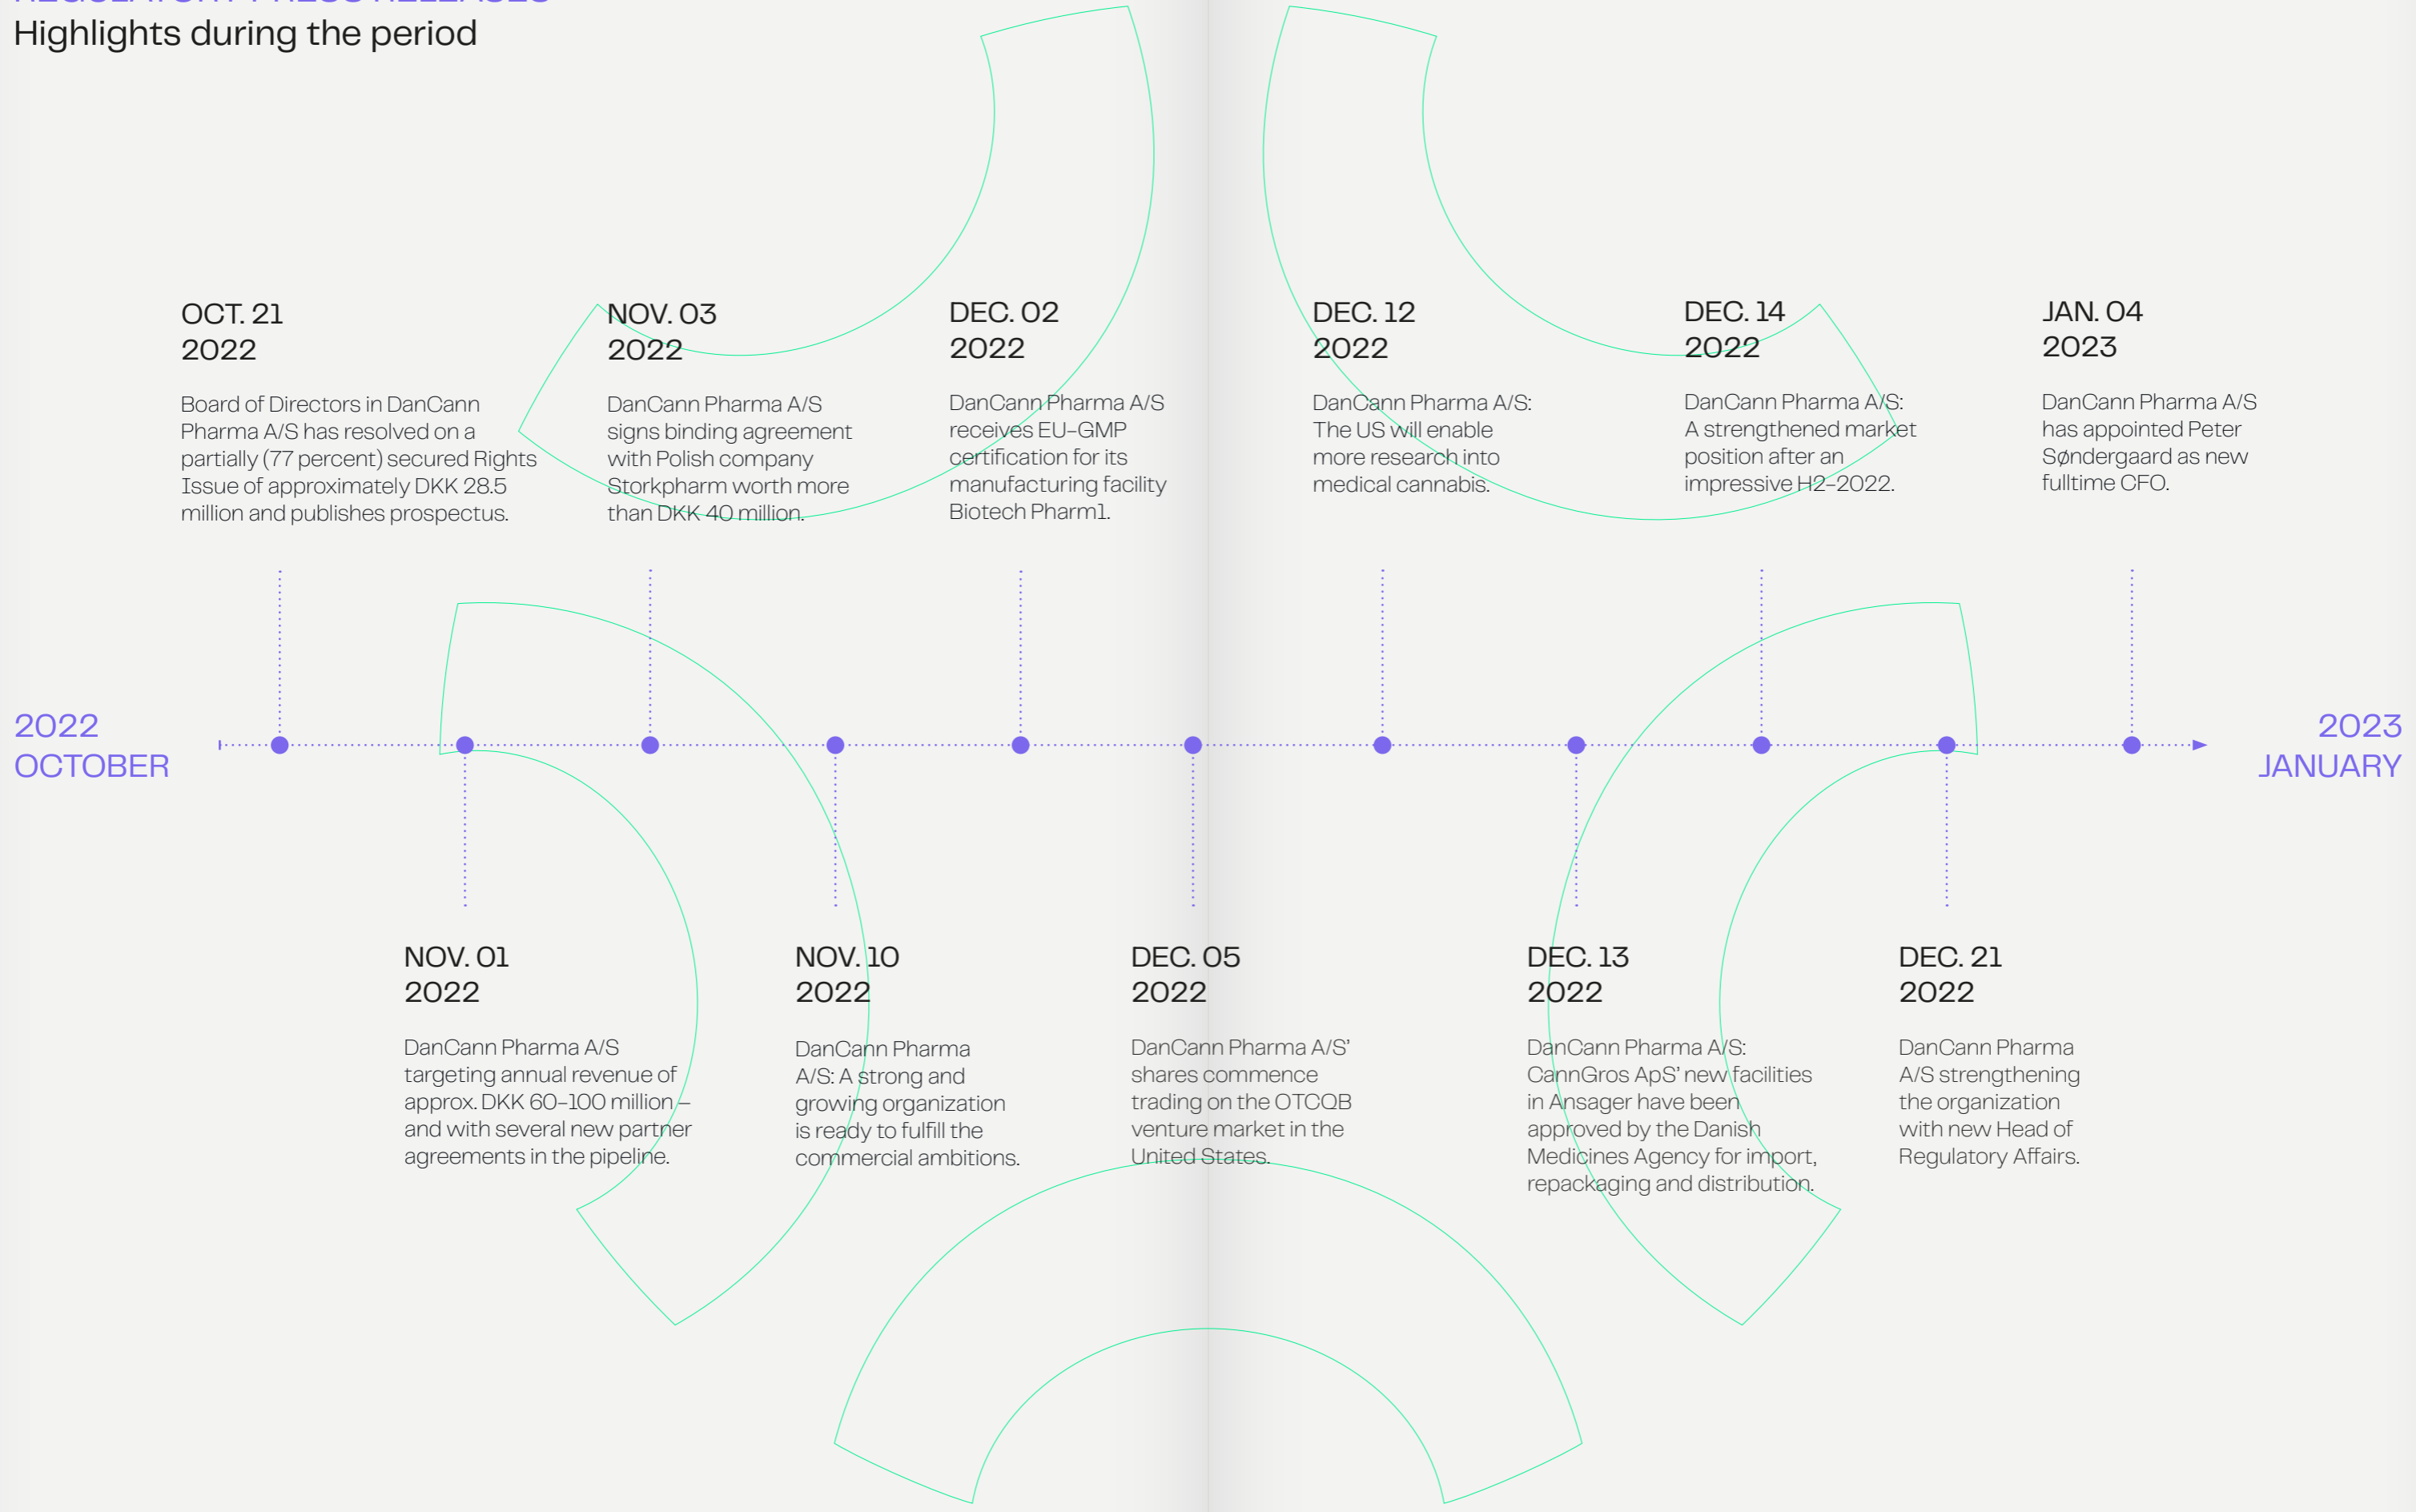 REGULATORY PRESS RELEASES
Highlights during the period
OCT. 21
2022
Board of Directors in DanCann
Pharma A/S has resolved on a
partially (77 percent) secured Rights
Issue of approximately DKK 28.5
million and publishes prospectus.
NOV. 03
2022
DanCann Pharma A/S
signs binding agreement
with Polish company
Storkpharm worth more
than DKK 40 million.
DEC. 02
2022
DanCann Pharma A/S
receives EU-GMP
certification for its
manufacturing facility
Biotech Pharm1.
DEC. 12
2022
DanCann Pharma A/S:
The US will enable
more research into
medical cannabis.
DEC. 14
2022
DanCann Pharma A/S:
A strengthened market
position after an
impressive H2-2022.
JAN. 04
2023
DanCann Pharma A/S
has appointed Peter
Søndergaard as new
fulltime CFO.
2022
OCTOBER
2023
JANUARY
NOV. 01
2022
DanCann Pharma A/S
targeting annual revenue of
approx. DKK 60-100 million –
and with several new partner
agreements in the pipeline.
NOV. 10
2022
DanCann Pharma
A/S: A strong and
growing organization
is ready to fulfill the
commercial ambitions.
DEC. 05
2022
DanCann Pharma A/S’
shares commence
trading on the OTCQB
venture market in the
United States.
DEC. 13
2022
DanCann Pharma A/S:
CannGros ApS’ new facilities
in Ansager have been
approved by the Danish
Medicines Agency for import,
repackaging and distribution.
DEC. 21
2022
DanCann Pharma
A/S strengthening
the organization
with new Head of
Regulatory Affairs.